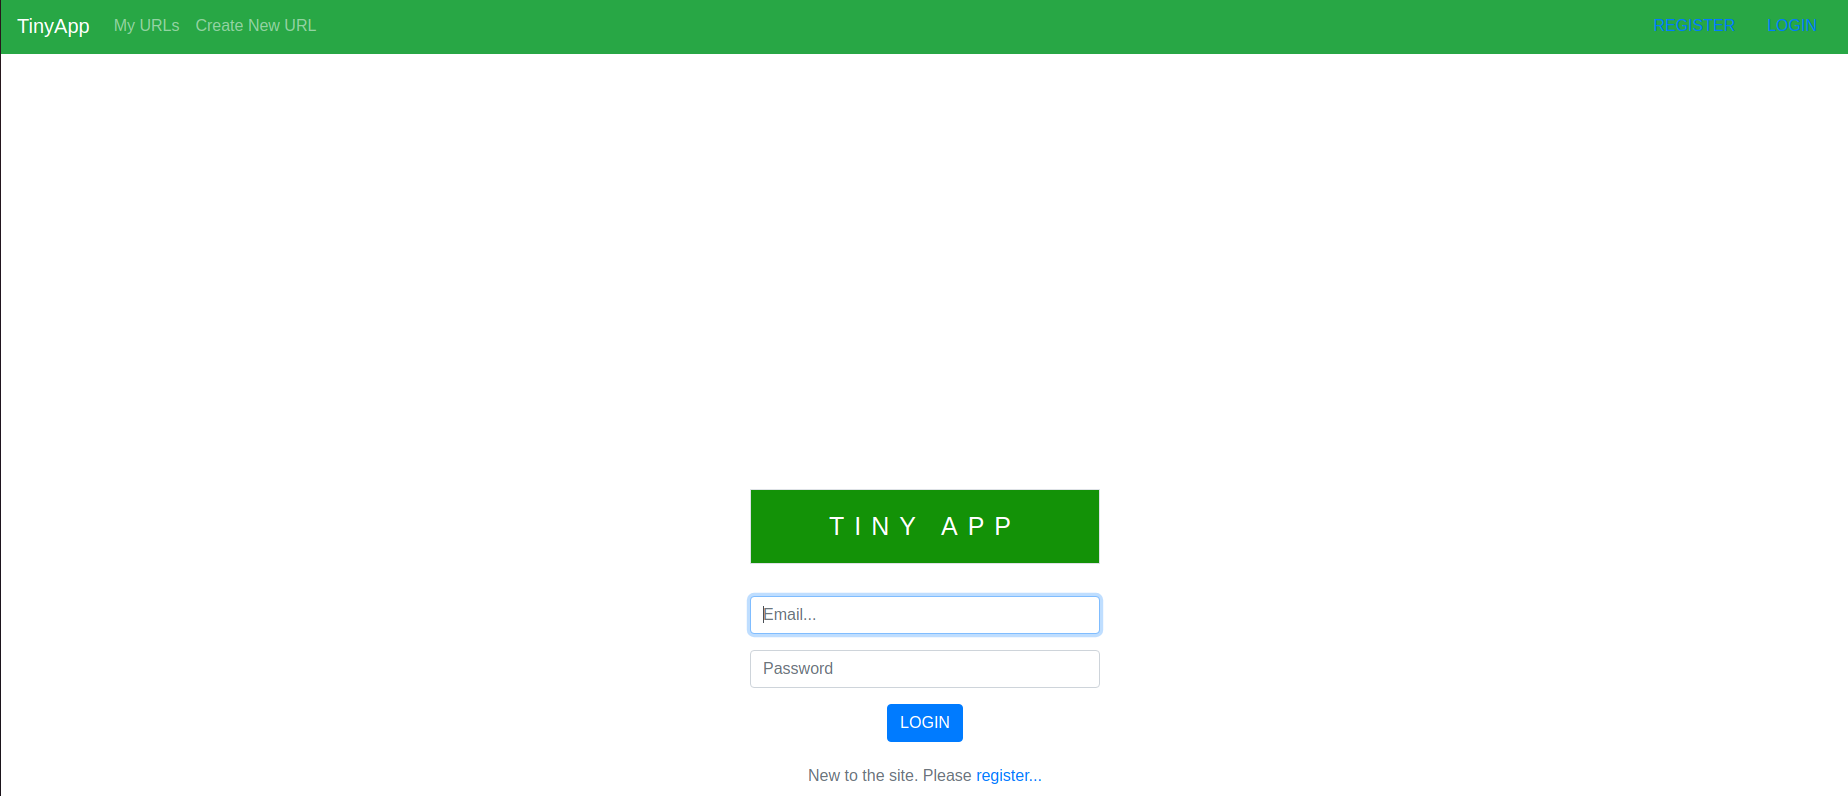 TinyApp My URLs Create New URL REGISTER LOGIN
TINY APP
Email...
Password
LOGIN
New to the site. Please register...